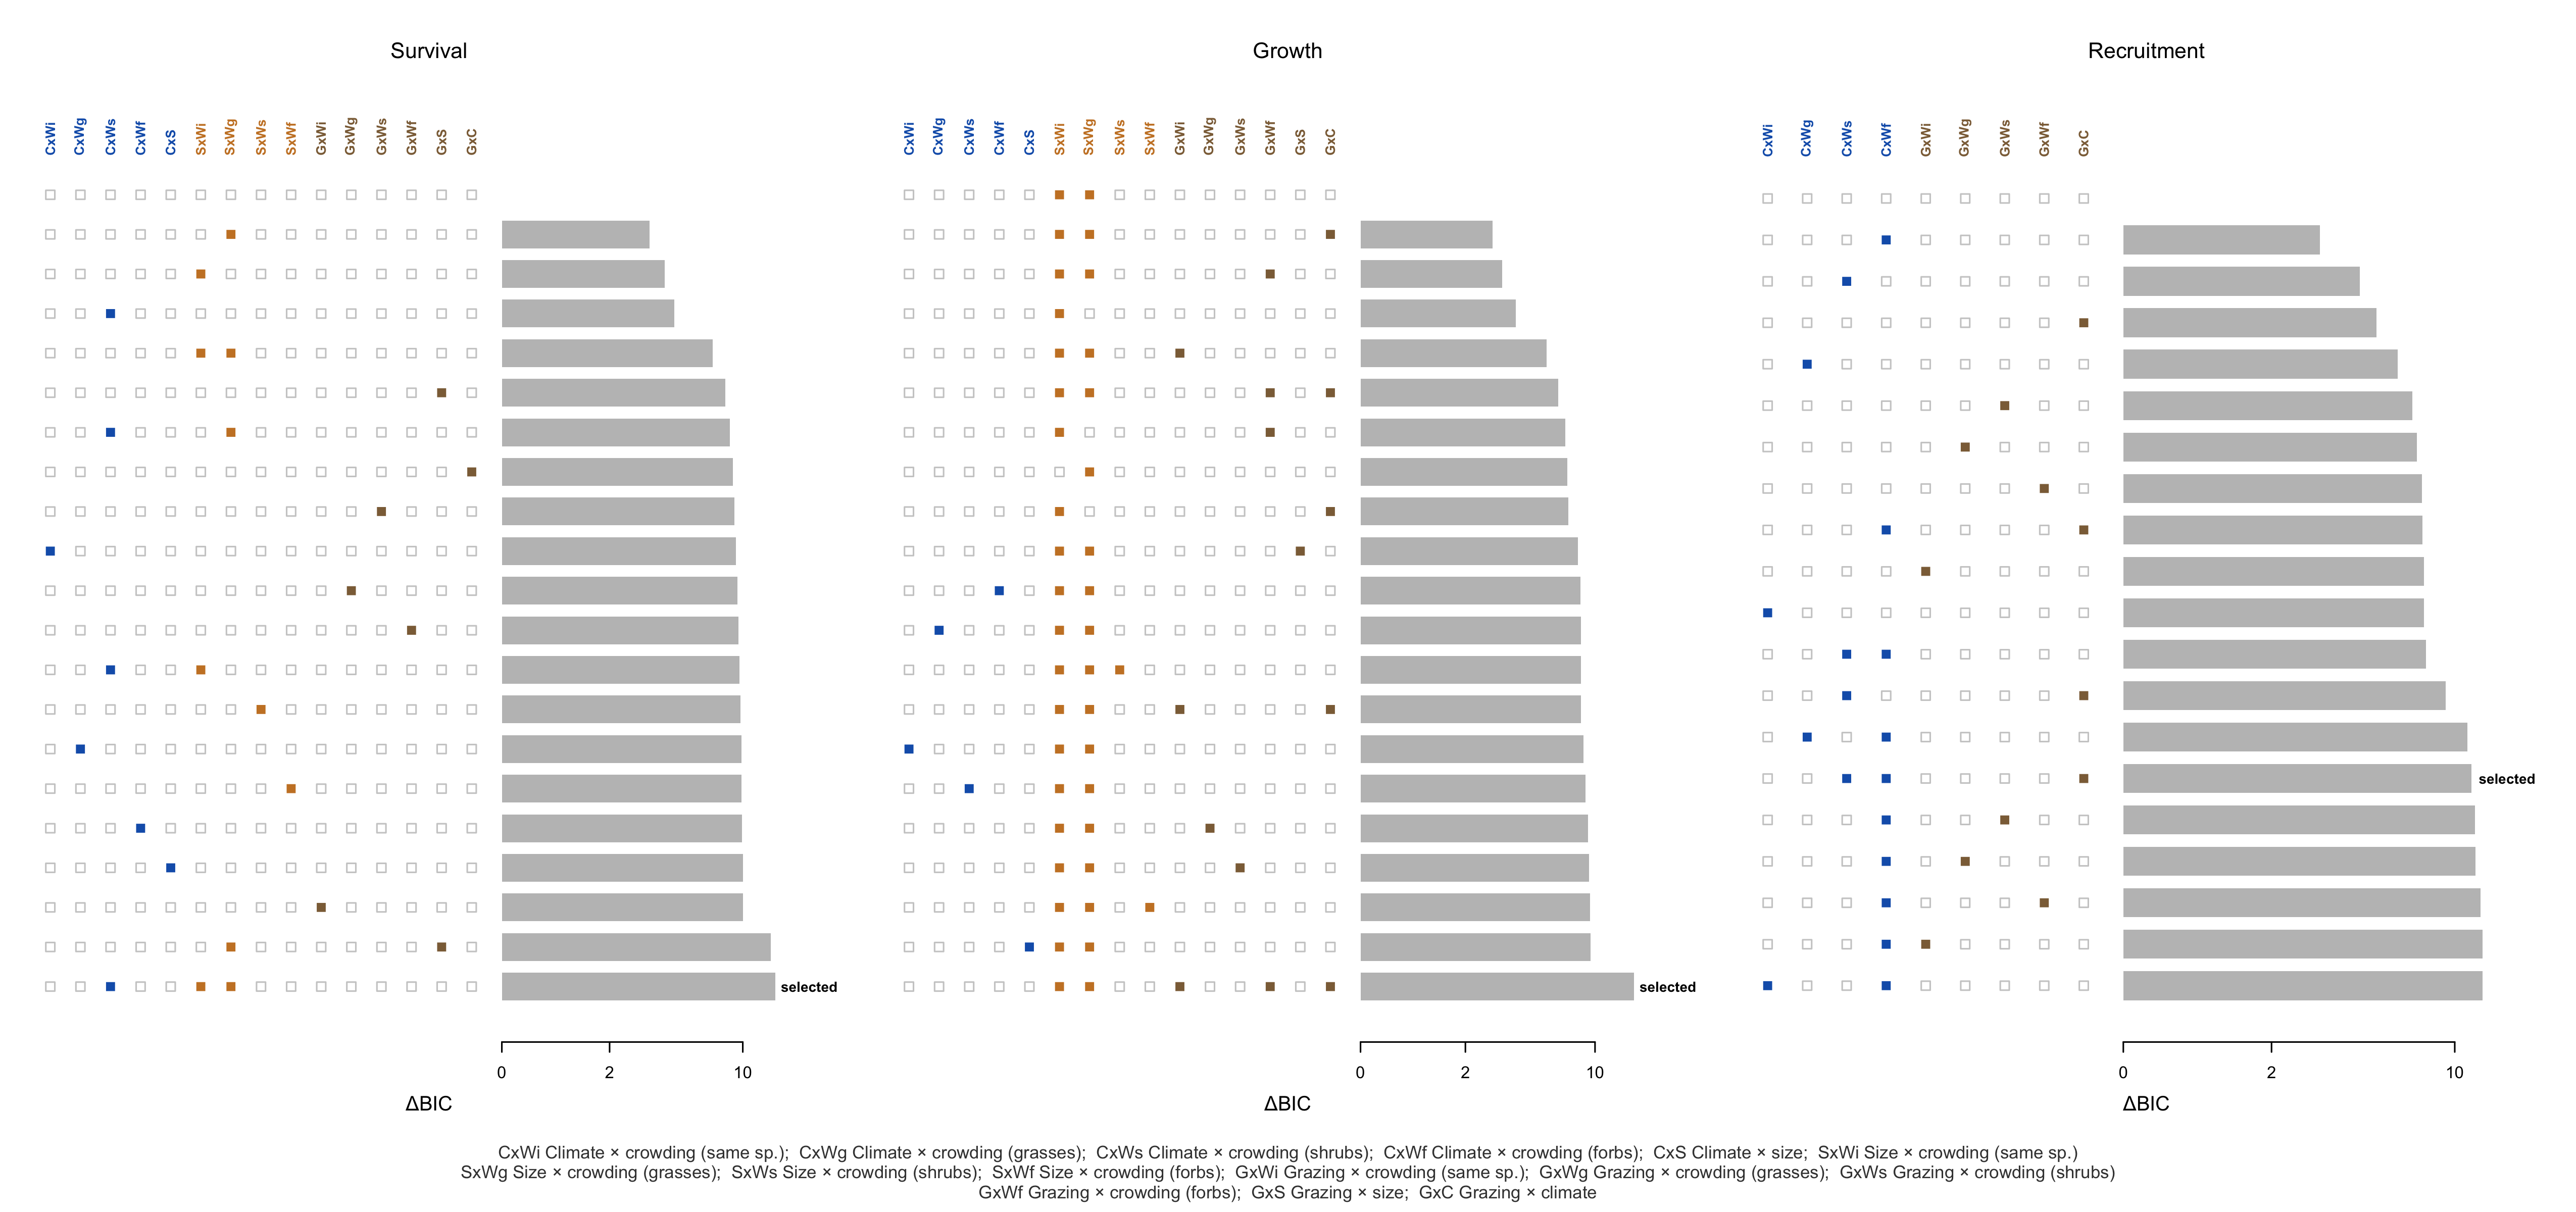 Survival Growth Recruitment
CxWi CxWg CxWs CxWf CxS SxWi SxWg SxWs SxWf GxWi GxWg GxWs GxWf GxS GxC
CxWi CxWg CxWs CxWf CxS SxWi SxWg SxWs SxWf GxWi GxWg GxWs GxWf GxS GxC
CxWi CxWg CxWs CxWf GxWi GxWg GxWs GxWf GxC
selected
selected selected
0 2 10 0 2 10 0 2 10
ΔBIC ΔBIC ΔBIC
CxWi Climate × crowding (same sp.); CxWg Climate × crowding (grasses); CxWs Climate × crowding (shrubs); CxWf Climate × crowding (forbs); CxS Climate × size; SxWi Size × crowding (same sp.)
SxWg Size × crowding (grasses); SxWs Size × crowding (shrubs); SxWf Size × crowding (forbs); GxWi Grazing × crowding (same sp.); GxWg Grazing × crowding (grasses); GxWs Grazing × crowding (shrubs)
GxWf Grazing × crowding (forbs); GxS Grazing × size; GxC Grazing × climate